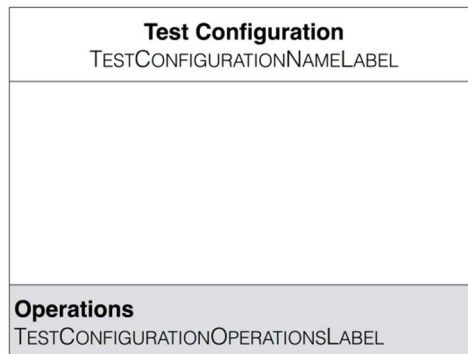 Test Configuration
TESTCONFIGURATIONNAMELABEL
Operations
TESTCONFIGURATIONOPERATIONSLABEL